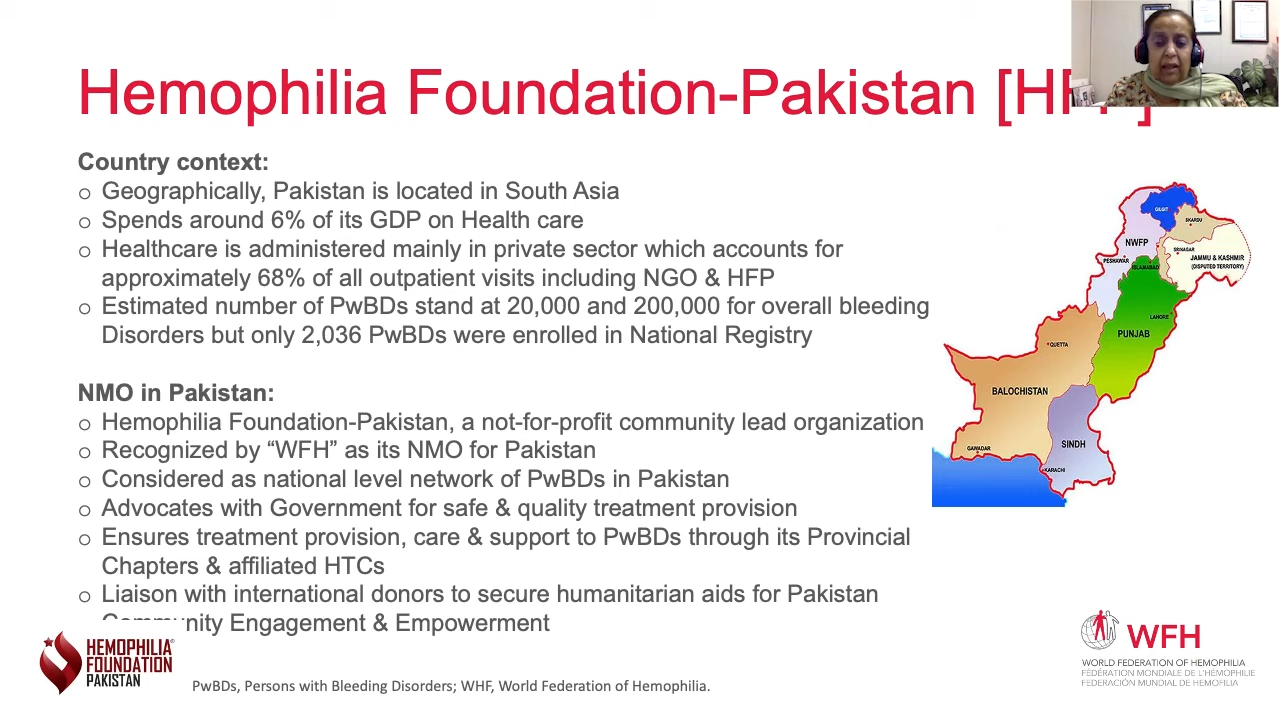 Hemophilia Foundation-Pakistan
Country context:
o Geographically, Pakistan is located in South Asia
o Spends around 6% of its GDP on Health care
o Healthcare is administered mainly in private sector which accounts for
approximately 68% of all outpatient visits including NGO & HFP
o Estimated number of PwBDs stand at 20,000 and 200,000 for overall bleeding
Disorders but only 2,036 PwBDs were enrolled in National Registry
NMO in Pakistan:
o Hemophilia Foundation-Pakistan, a not-for-profit community lead organization
o Recognized by “WFH” as its NMO for Pakistan
o Considered as national level network of PwBDs in Pakistan
o Advocates with Government for safe & quality treatment provision
o Ensures treatment provision, care & support to PwBDs through its Provincial
Chapters & affiliated HTCs
o Liaison with international donors to secure humanitarian aids for Pakistan
Community Engagement & Empowerment
GILGIT
SKARDU
NWFP
SRINAGAR
PESHAWAR
ISLAMABAD
JAMMU & KASHMIR
(DISPUTED TERRITORY)
LAHORE
PUNJAB
QUETTA
BALOCHISTAN
SINDH
GAWADAR
KARACHI
HEMOPHILIA®
FOUNDATION
PAKISTAN
PwBDs, Persons with Bleeding Disorders; WHF, World Federation of Hemophilia.
WFH
WORLD FEDERATION OF HEMOPHILIA
FÉDÉRATION MONDIALE DE L'HÉMOPHILIE
FEDERACIÓN MUNDIAL DE HEMOFILIA